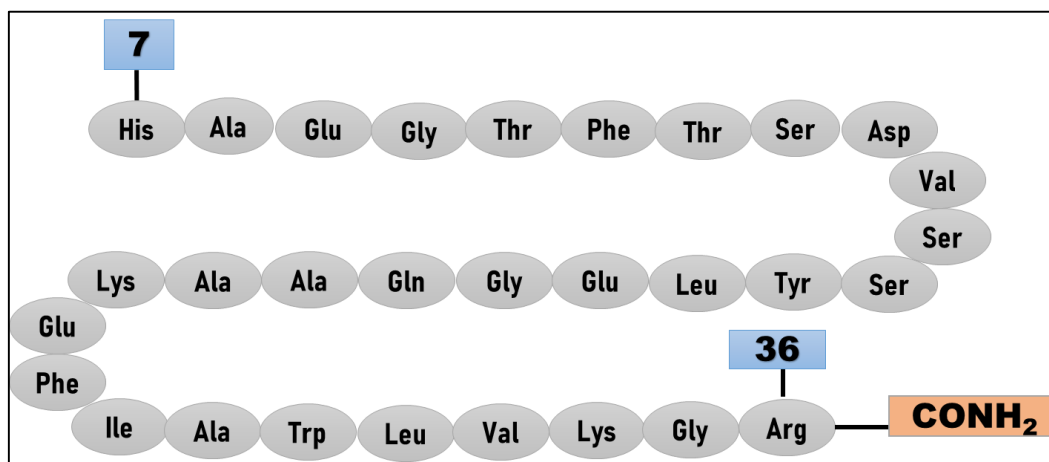 7
His Ala Glu Gly Thr Phe Thr Ser Asp
Val
Ser
Lys Ala Ala Gln Gly Glu Leu Tyr Ser
Glu
36
Phe
Ile Ala Trp Leu Val Lys Gly Arg CONH₂